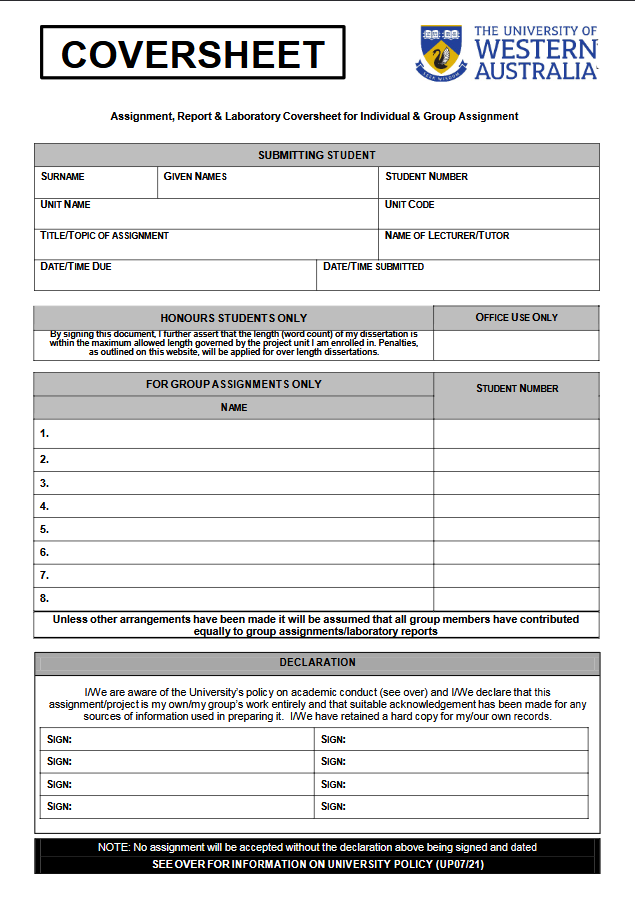 COVERSHEET
THE UNIVERSITY OF
WESTERN
AUSTRALIA
SEEK WISDOM
Assignment, Report & Laboratory Coversheet for Individual & Group Assignment
SUBMITTING STUDENT
SURNAME
GIVEN NAMES
STUDENT NUMBER
UNIT NAME
UNIT CODE
TITLE/TOPIC OF ASSIGNMENT
NAME OF LECTURER/TUTOR
DATE/TIME DUE
DATE/TIME SUBMITTED
HONOURS STUDENTS ONLY
OFFICE USE ONLY
By signing this document, I further assert that the length (word count) of my dissertation is
within the maximum allowed length governed by the project unit I am enrolled in. Penalties,
as outlined on this website, will be applied for over length dissertations.
FOR GROUP ASSIGNMENTS ONLY
STUDENT NUMBER
NAME
1.
2.
3.
4.
5.
6.
7.
8.
Unless other arrangements have been made it will be assumed that all group members have contributed
equally to group assignments/laboratory reports
DECLARATION
I/We are aware of the University's policy on academic conduct (see over) and I/We declare that this
assignment/project is my own/my group's work entirely and that suitable acknowledgement has been made for any
sources of information used in preparing it. I/We have retained a hard copy for my/our own records.
SIGN:
SIGN:
SIGN:
SIGN:
SIGN:
SIGN:
SIGN:
SIGN:
NOTE: No assignment will be accepted without the declaration above being signed and dated
SEE OVER FOR INFORMATION ON UNIVERSITY POLICY (UP07/21)